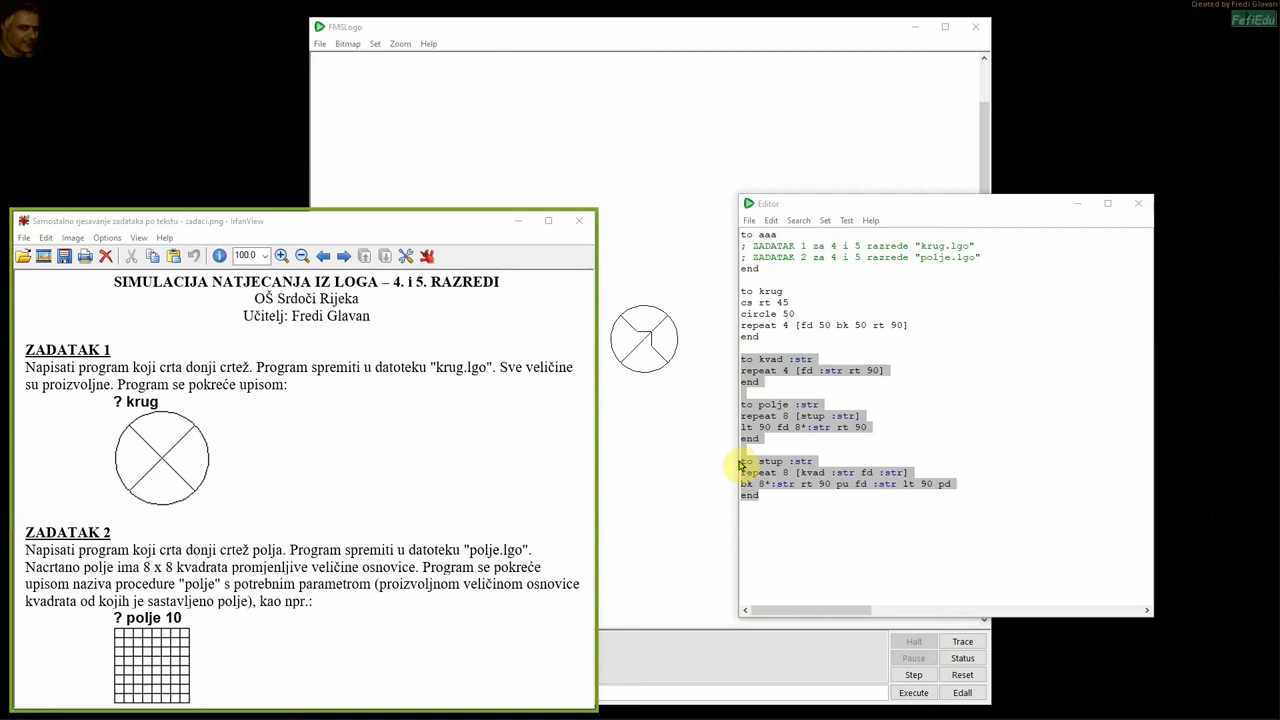 Created by Fredi Glavan
FefiEdu
FMSLogo
File Bitmap Set Zoom Help
Samostalno rjesavanje zadataka po tekstu - zadaci.png - IrfanView
File Edit Image Options View Help
100.0
SIMULACIJA NATJECANJA IZ LOGA – 4. i 5. RAZREDI
OŠ Srdoči Rijeka
Učitelj: Fredi Glavan
ZADATAK 1
Napisati program koji crta donji crtež. Program spremiti u datoteku "krug.lgo". Sve veličine
su proizvoljne. Program se pokreće upisom:
? krug
ZADATAK 2
Napisati program koji crta donji crtež polja. Program spremiti u datoteku "polje.lgo".
Nacrtano polje ima 8 x 8 kvadrata promjenljive veličine osnovice. Program se pokreće
upisom naziva procedure "polje" s potrebnim parametrom (proizvoljnom veličinom osnovice
kvadrata od kojih je sastavljeno polje), kao npr.:
? polje 10
Editor
File Edit Search Set Test Help
to aaa
; ZADATAK 1 za 4 i 5 razrede "krug.lgo"
; ZADATAK 2 za 4 i 5 razrede "polje.lgo"
end
to krug
cs rt 45
circle 50
repeat 4 [fd 50 bk 50 rt 90]
end
to kvad :str
repeat 4 [fd :str rt 90]
end
to polje :str
repeat 8 [stup :str]
lt 90 fd 8*:str rt 90
end
to stup :str
repeat 8 [kvad :str fd :str]
bk 8*:str rt 90 pu fd :str lt 90 pd
end
Halt Trace
Pause Status
Step Reset
Execute Edall